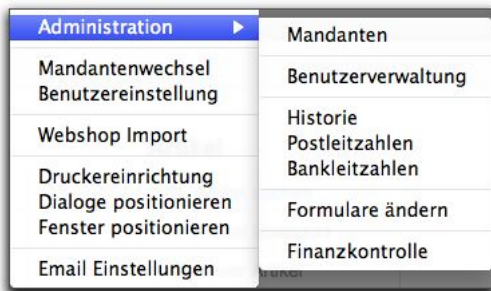 Administration
Mandantenwechsel
Benutzereinstellung
Webshop Import
Druckereinrichtung
Dialoge positionieren
Fenster positionieren
Email Einstellungen
Mandanten
Benutzerverwaltung
Historie
Postleitzahlen
Bankleitzahlen
Formulare ändern
Finanzkontrolle